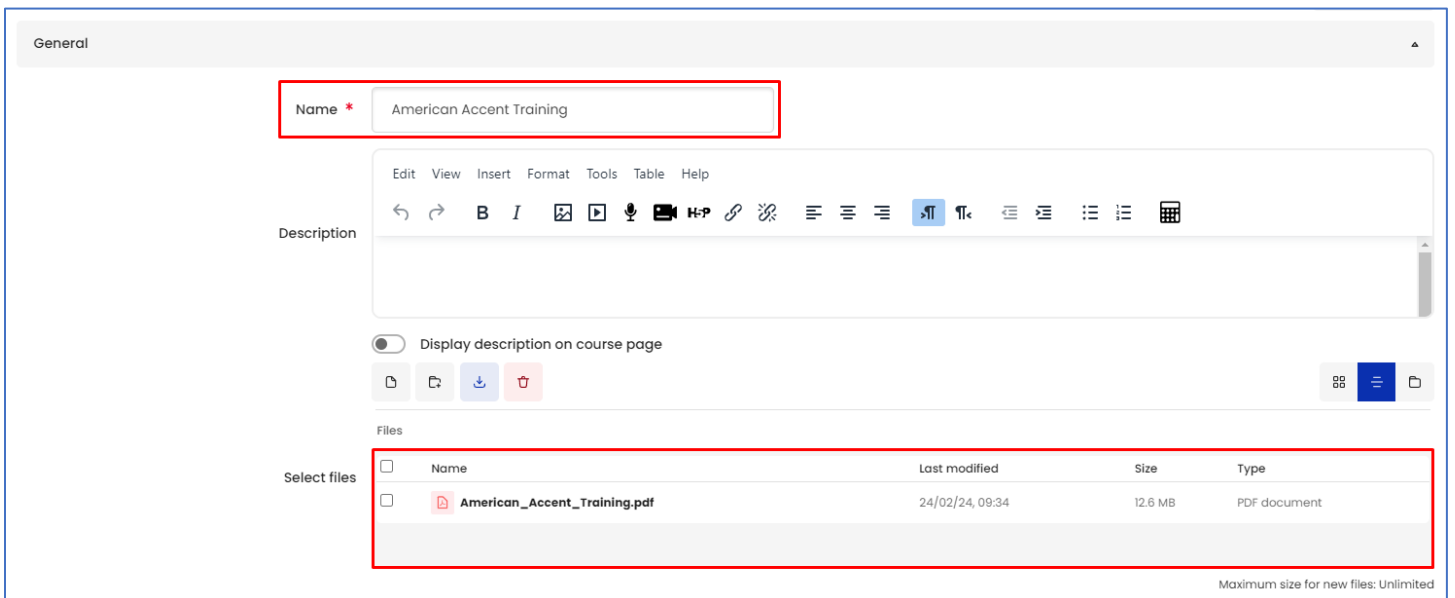 General
Name *
American Accent Training
Edit View Insert Format Tools Table Help
B I H5P
Description
Display description on course page
Files
Select files
Name Last modified Size Type
American_Accent_Training.pdf 24/02/24, 09:34 12.6 MB PDF document
Maximum size for new files: Unlimited